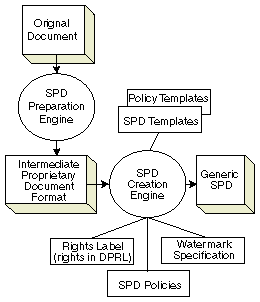 Orignal
Document
SPD
Preparation
Engine
Policy Templates
SPD Templates
Intermediate
Proprietary
Document
Format
SPD
Creation
Engine
Generic
SPD
Rights Label
(rights in DPRL)
Watermark
Specification
SPD Policies